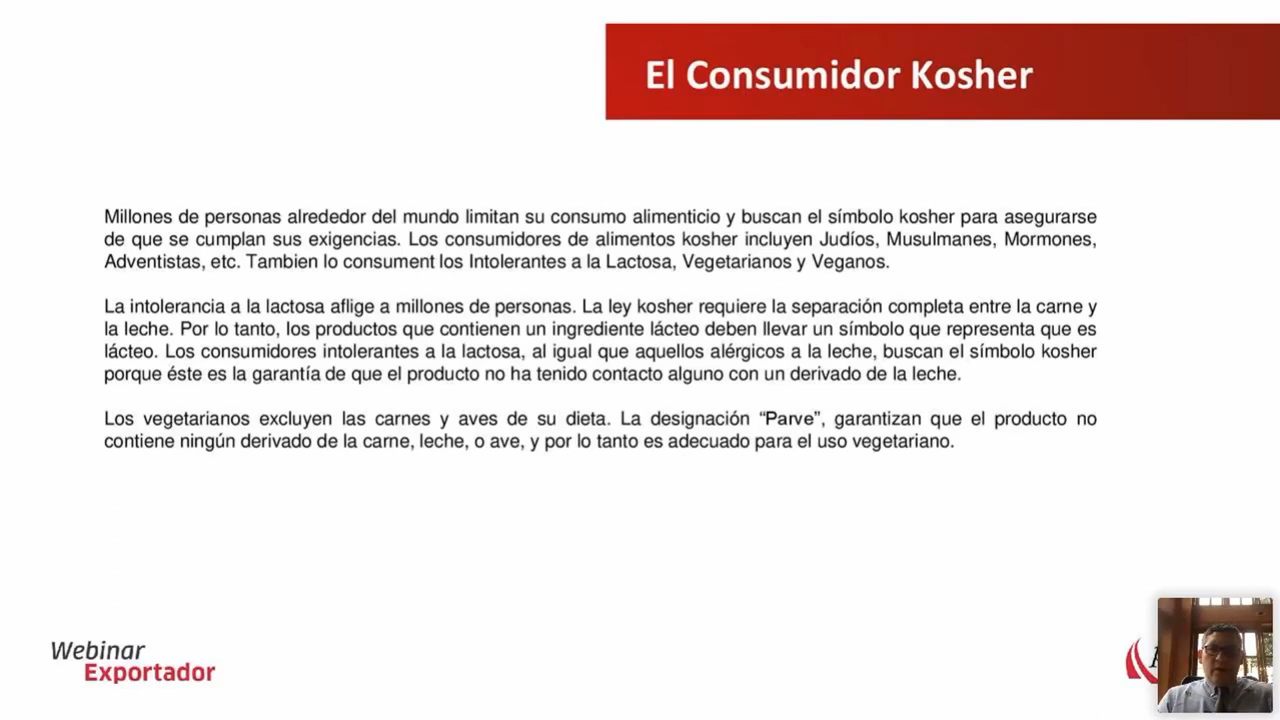 El Consumidor Kosher
Millones de personas alrededor del mundo limitan su consumo alimenticio y buscan el símbolo kosher para asegurarse
de que se cumplan sus exigencias. Los consumidores de alimentos kosher incluyen Judíos, Musulmanes, Mormones,
Adventistas, etc. Tambien lo consument los Intolerantes a la Lactosa, Vegetarianos y Veganos.
La intolerancia a la lactosa aflige a millones de personas. La ley kosher requiere la separación completa entre la carne y
la leche. Por lo tanto, los productos que contienen un ingrediente lácteo deben llevar un símbolo que representa que es
lácteo. Los consumidores intolerantes a la lactosa, al igual que aquellos alérgicos a la leche, buscan el símbolo kosher
porque éste es la garantía de que el producto no ha tenido contacto alguno con un derivado de la leche.
Los vegetarianos excluyen las carnes y aves de su dieta. La designación “Parve”, garantizan que el producto no
contiene ningún derivado de la carne, leche, o ave, y por lo tanto es adecuado para el uso vegetariano.
Webinar
Exportador